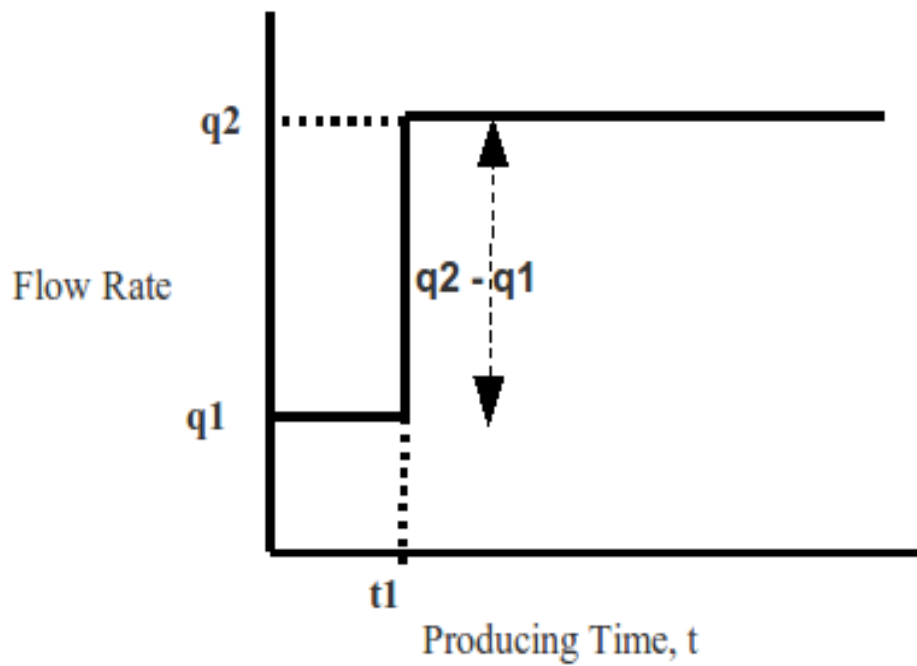 q2
q2 - q1
Flow Rate
q1
t1
Producing Time, t